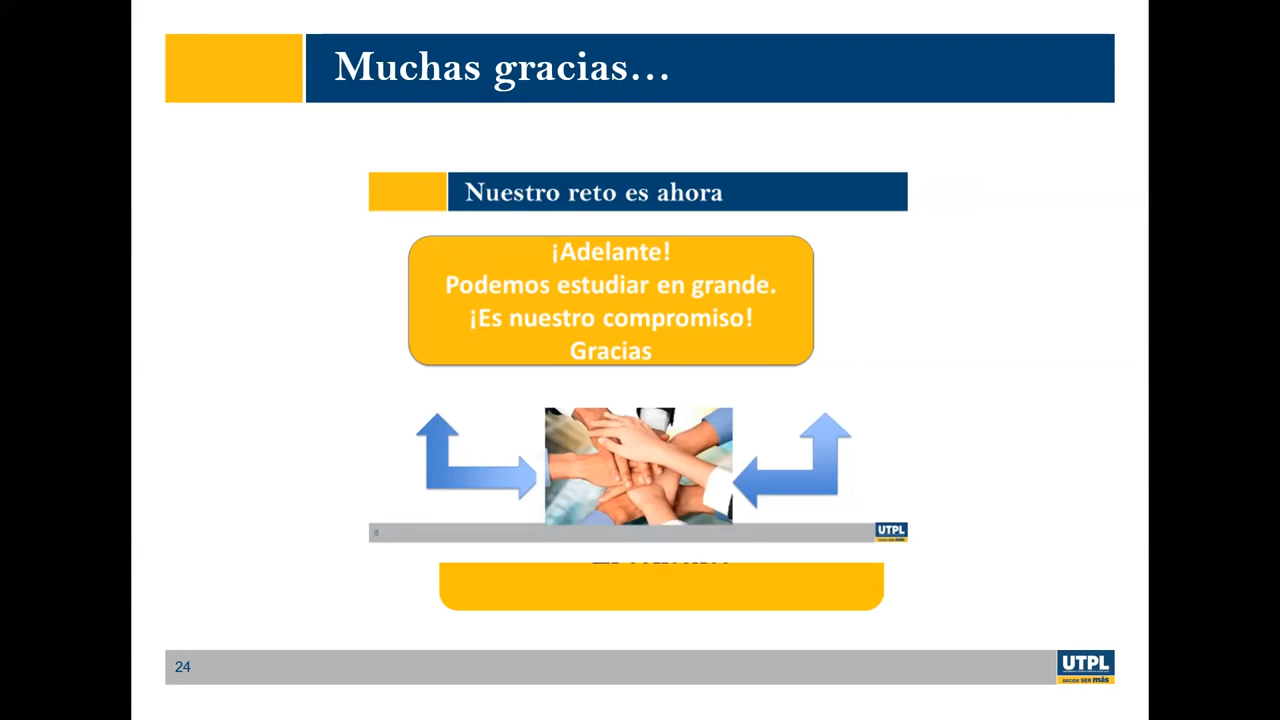 Muchas gracias...
Nuestro reto es ahora
¡Adelante!
Podemos estudiar en grande.
¡Es nuestro compromiso!
Gracias
8
UTPL
24
UTPL
DECIDE SER más